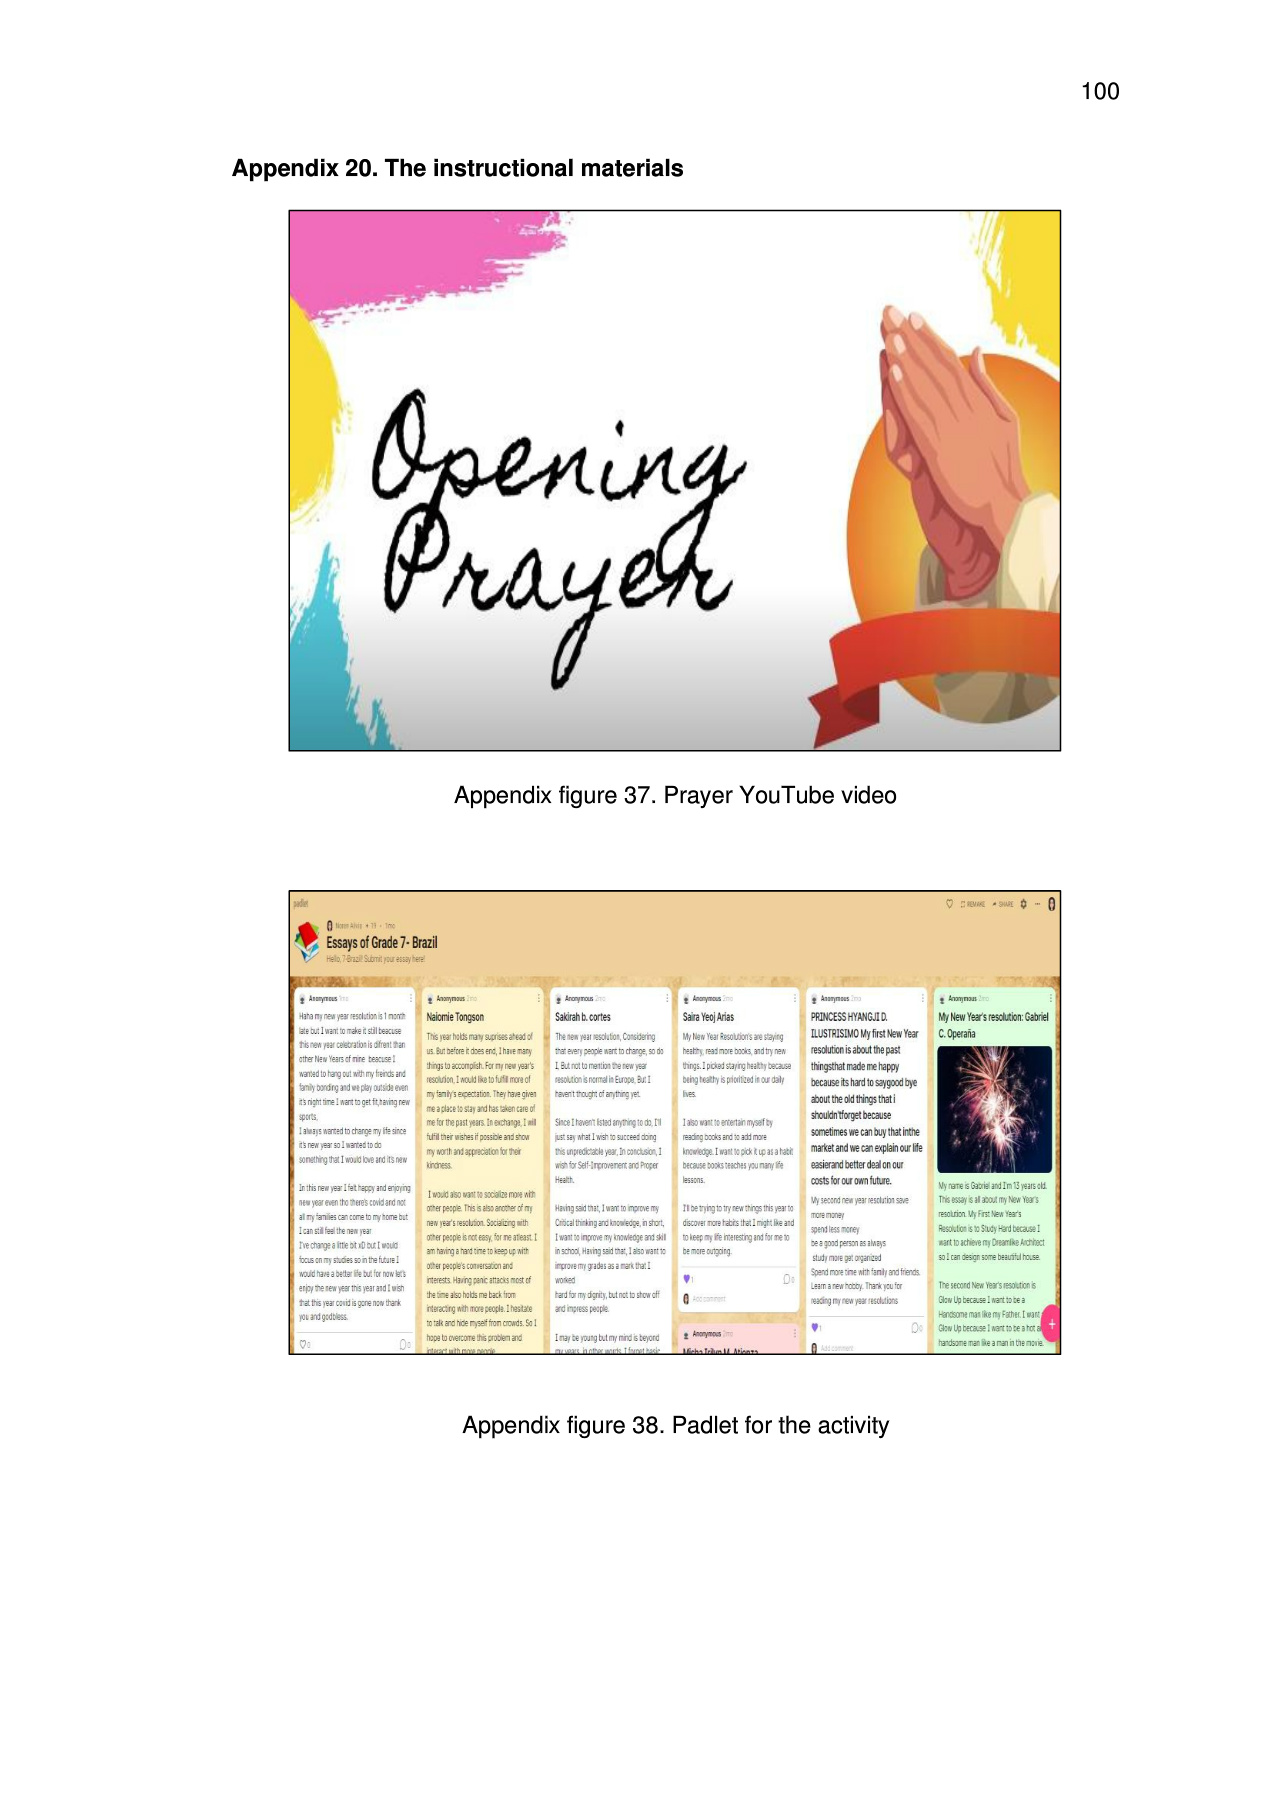 100
Appendix 20. The instructional materials
Opening
Prayer
Appendix figure 37. Prayer YouTube video
padlet
REMAKE
SHARE
Noren Alvis + 19 • 1mo
Essays of Grade 7- Brazil
Hello, 7-Brazil! Submit your essay here!
Anonymous 1mo
Haha my new year resolution is 1 month
late but I want to make it still beacuse
this new year celebration is difrent than
other New Years of mine beacuse I
wanted to hang out with my freinds and
family bonding and we play outside even
it's night time I want to get fit,having new
sports,
I always wanted to change my life since
it's new year so I wanted to do
something that I would love and it's new
In this new year I felt happy and enjoying
new year even tho there's covid and not
all my families can come to my home but
I can still feel the new year
I've change a little bit xD but I would
focus on my studies so in the future I
would have a better life but for now let's
enjoy the new year this year and I wish
that this year covid is gone now thank
you and godbless.
0
0
Anonymous 2mo
Naiomie Tongson
This year holds many suprises ahead of
us. But before it does end, I have many
things to accomplish. For my new year's
resolution, I would like to fulfill more of
my family's expectation. They have given
me a place to stay and has taken care of
me for the past years. In exchange, I will
fulfill their wishes if possible and show
my worth and appreciation for their
kindness.
I would also want to socialize more with
other people. This is also another of my
new year's resolution. Socializing with
other people is not easy, for me atleast. I
am having a hard time to keep up with
other people's conversation and
interests. Having panic attacks most of
the time also holds me back from
interacting with more people. I hesitate
to talk and hide myself from crowds. So I
hope to overcome this problem and
interact with more people.
Anonymous 2mo
Sakirah b. cortes
The new year resolution, Considering
that every people want to change, so do
I, But not to mention the new year
resolution is normal in Europe, But I
haven't thought of anything yet.
Since I haven't listed anything to do, I'll
just say what I wish to succeed doing
this unpredictable year, In conclusion, I
wish for Self-Improvement and Proper
Health.
Having said that, I want to improve my
Critical thinking and knowledge, in short,
I want to improve my knowledge and skill
in school, Having said that, I also want to
improve my grades as a mark that I
worked
hard for my dignity, but not to show off
and impress people.
I may be young but my mind is beyond
my years, in other words, I forget basic
Anonymous 2mo
Saira Yeoj Arias
My New Year Resolution's are staying
healthy, read more books, and try new
things. I picked staying healthy because
being healthy is prioritized in our daily
lives.
I also want to entertain myself by
reading books and to add more
knowledge. I want to pick it up as a habit
because books teaches you many life
lessons.
I'll be trying to try new things this year to
discover more habits that I might like and
to keep my life interesting and for me to
be more outgoing.
1
0
Add comment
Anonymous 2mo
Misha Irilyn M. Atienza
Anonymous 2mo
PRINCESS HYANGJI D.
ILUSTRISIMO My first New Year
resolution is about the past
thingsthat made me happy
because its hard to saygood bye
about the old things that i
shouldn'tforget because
sometimes we can buy that inthe
market and we can explain our life
easierand better deal on our
costs for our own future.
My second new year resolution save
more money
spend less money
be a good person as always
study more get organized
Spend more time with family and friends.
Learn a new hobby. Thank you for
reading my new year resolutions
1
0
Add comment
Anonymous 2mo
My New Year's resolution: Gabriel
C. Operaña
My name is Gabriel and I'm 13 years old.
This essay is all about my New Year's
resolution. My First New Year's
Resolution is to Study Hard because I
want to achieve my Dreamlike Architect
so I can design some beautiful house.
The second New Year's resolution is
Glow Up because I want to be a
Handsome man like my Father. I want
Glow Up because I want to be a hot a
handsome man like a man in the movie.
Appendix figure 38. Padlet for the activity